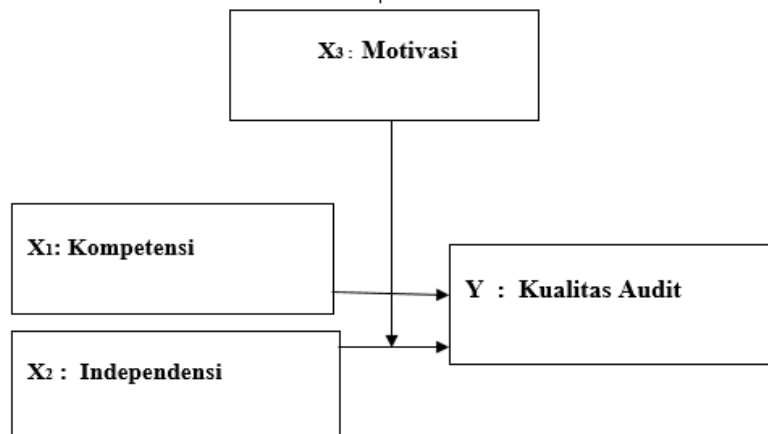 X3 : Motivasi
X1: Kompetensi
Y : Kualitas Audit
X2 : Independensi